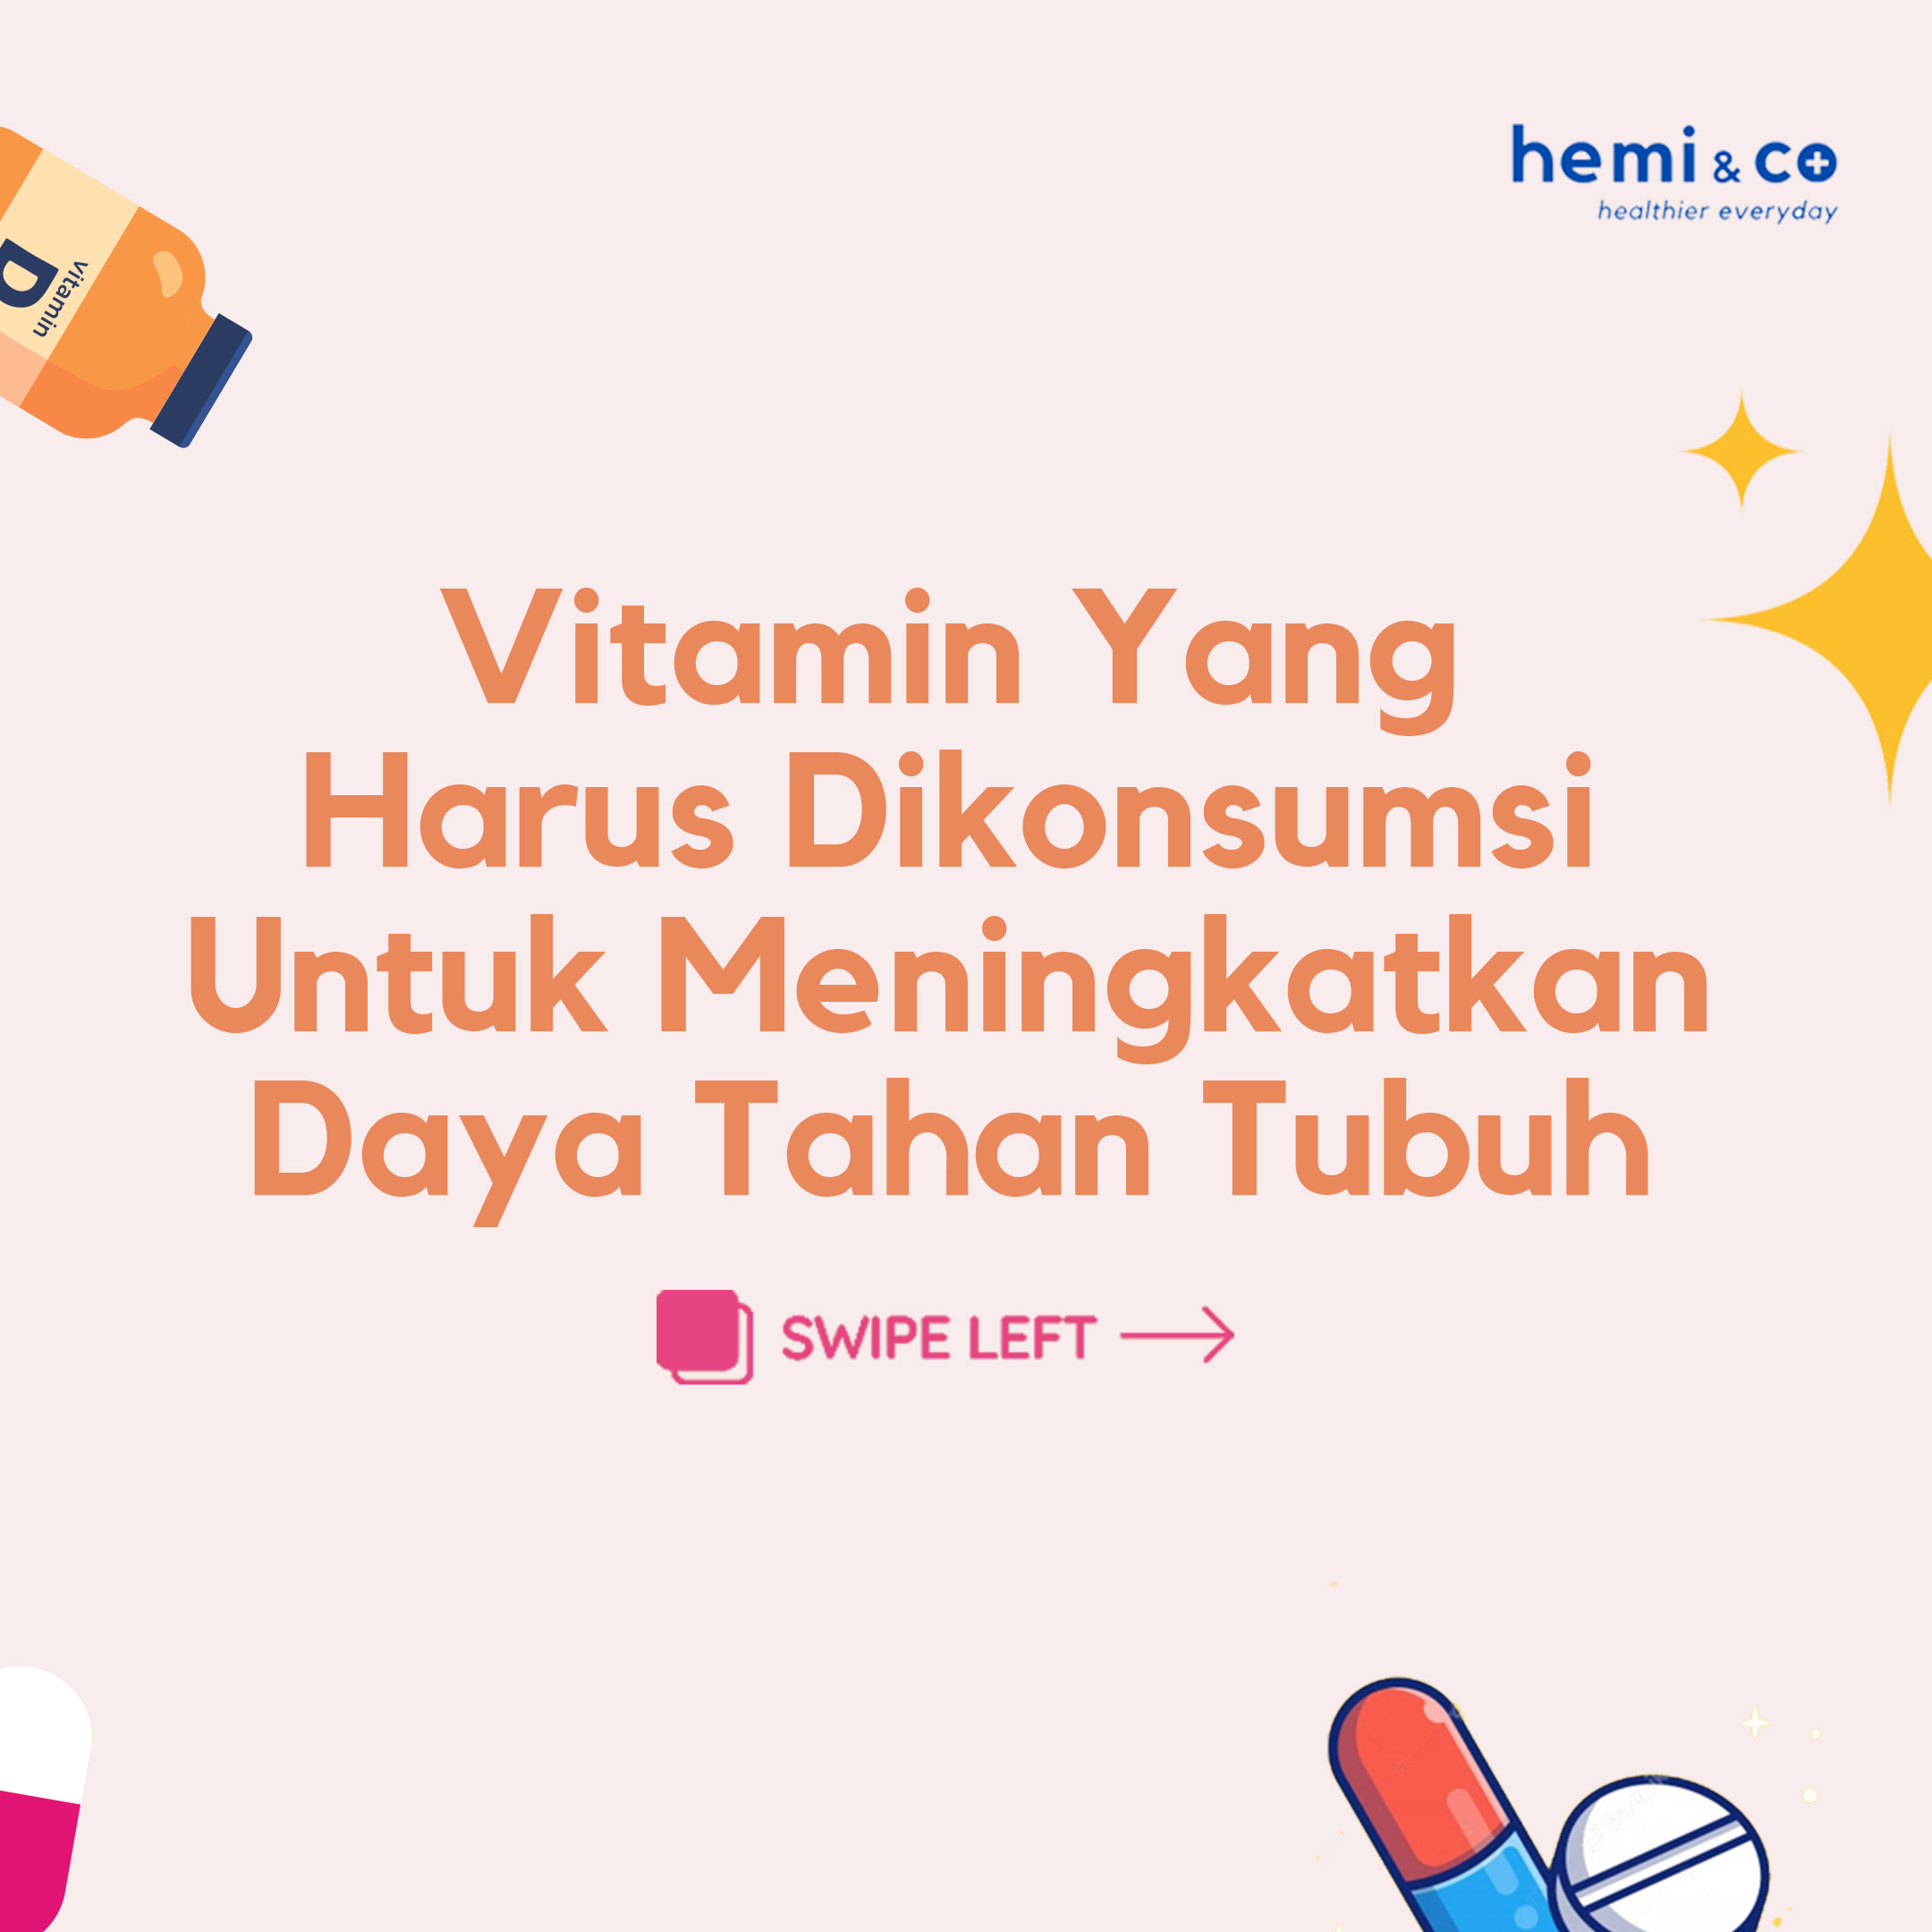 hemi & co
healthier everyday
vitamin
D
Vitamin Yang
Harus Dikonsumsi
Untuk Meningkatkan
Daya Tahan Tubuh
SWIPE LEFT